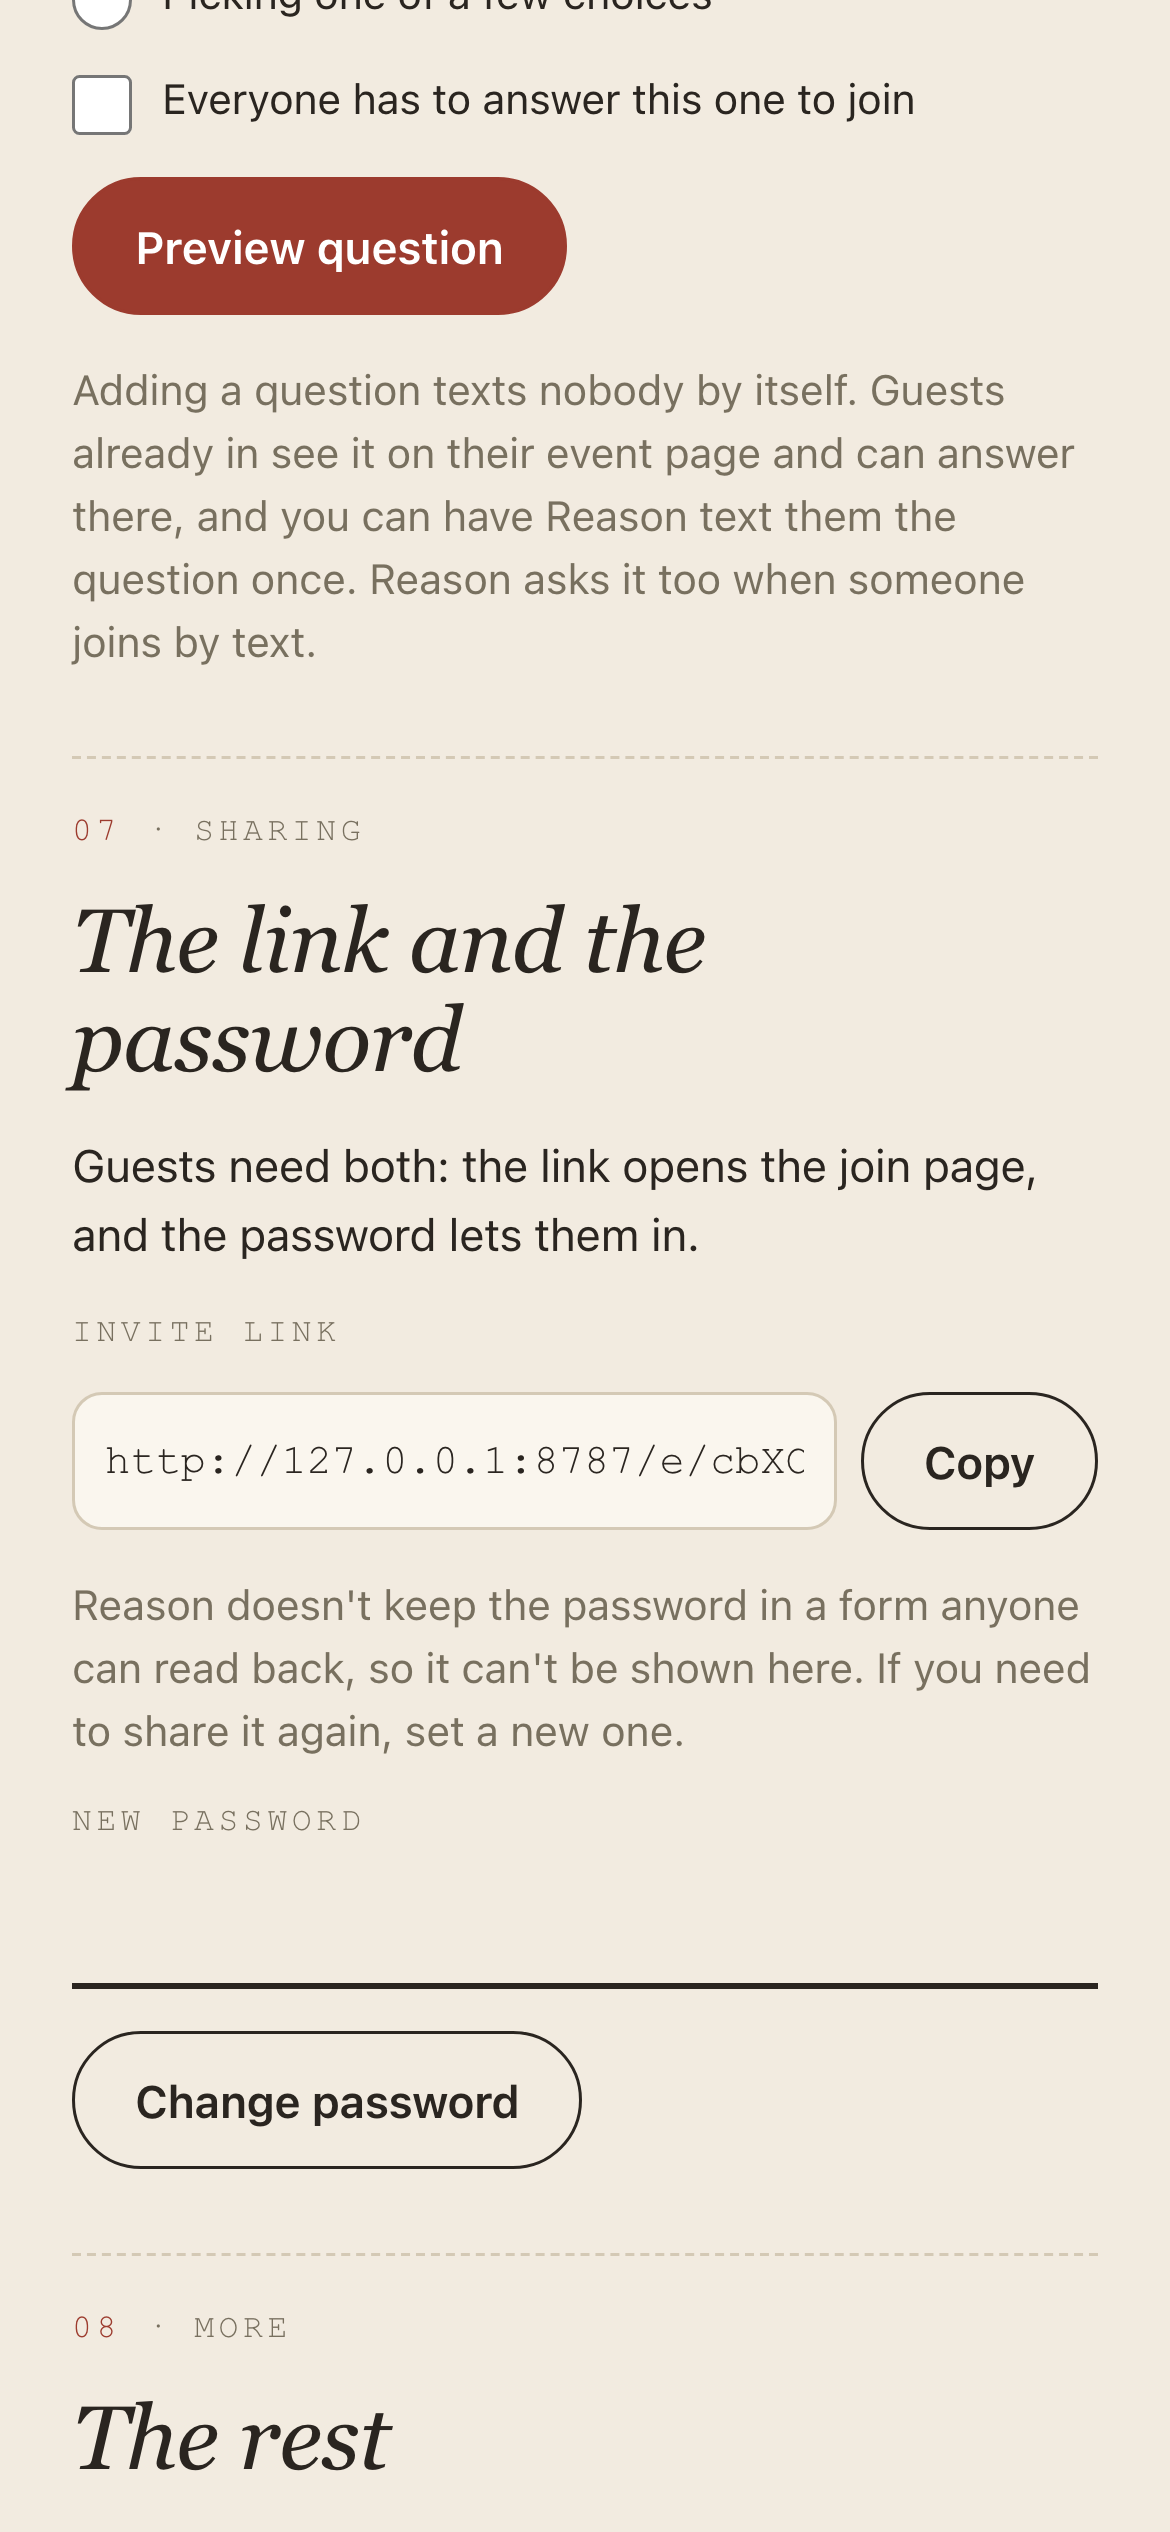 Picking one of a few choices
Everyone has to answer this one to join
Preview question
Adding a question texts nobody by itself. Guests
already in see it on their event page and can answer
there, and you can have Reason text them the
question once. Reason asks it too when someone
joins by text.
07 · SHARING
The link and the
password
Guests need both: the link opens the join page,
and the password lets them in.
INVITE LINK
http://127.0.0.1:8787/e/cbXC
Copy
Reason doesn't keep the password in a form anyone
can read back, so it can't be shown here. If you need
to share it again, set a new one.
NEW PASSWORD
Change password
08 · MORE
The rest